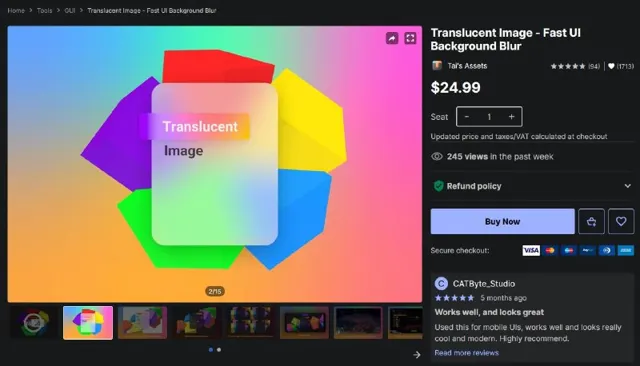 Home > Tools > GUI > Translucent Image - Fast UI Background Blur
Translucent
Image
2/15
Translucent Image - Fast UI
Background Blur
Tai's Assets
★★★★★ (94) | ♥ (1713)
$24.99
Seat - 1 +
Updated price and taxes/VAT calculated at checkout
245 views in the past week
Refund policy
Buy Now
Secure checkout: VISA
C CATByte_Studio
★★★★★ 5 months ago
Works well, and looks great
Used this for mobile UIs, works well and looks really
cool and modern. Highly recommend.
Read more reviews